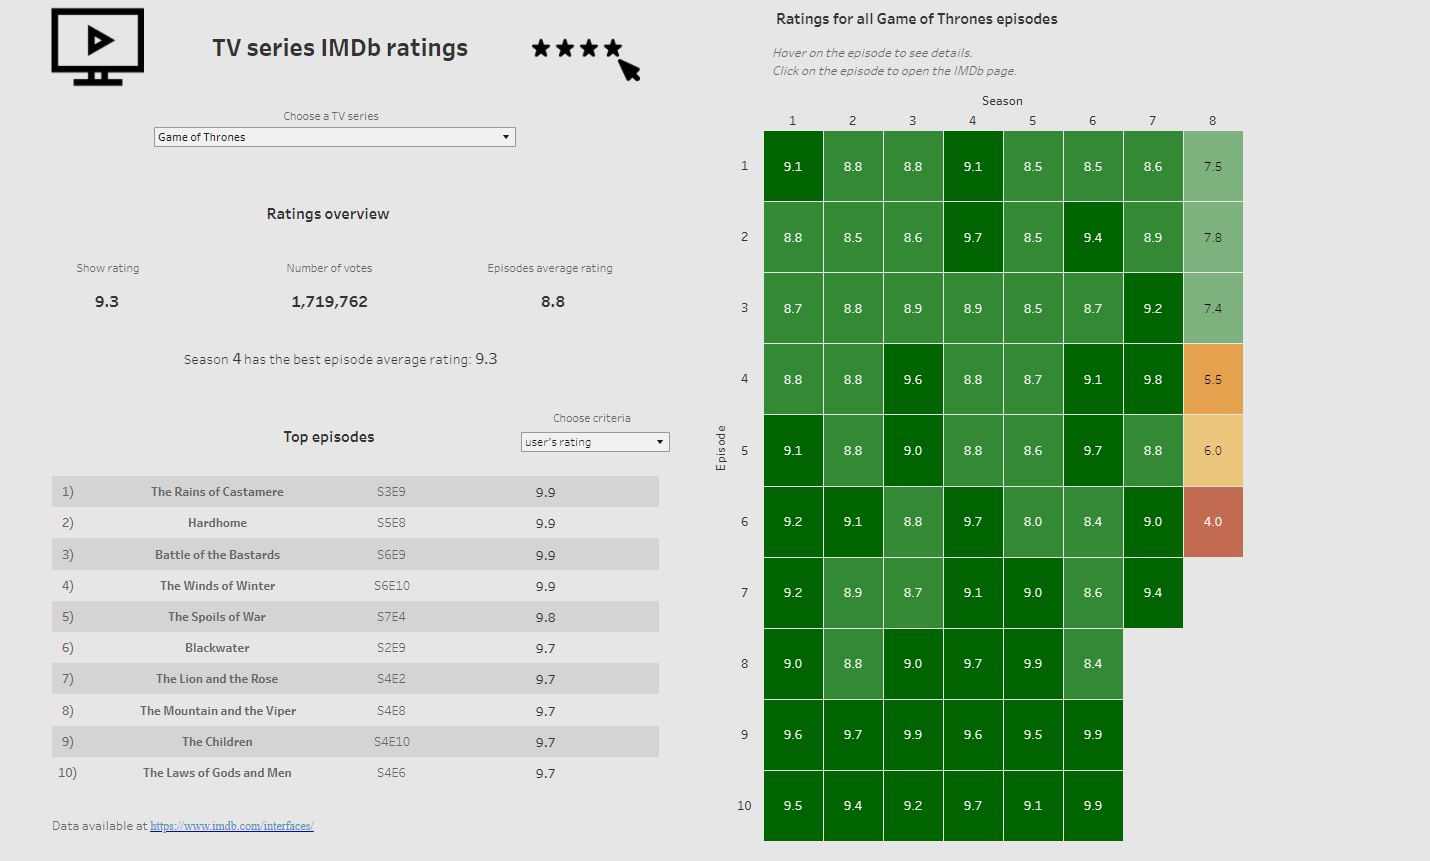 TV series IMDb ratings
Choose a TV series
Game of Thrones
Ratings overview
Show rating Number of votes Episodes average rating
9.3 1,719,762 8.8
Season 4 has the best episode average rating: 9.3
Choose criteria
Top episodes
user's rating
1) The Rains of Castamere S3E9 9.9
2) Hardhome S5E8 9.9
3) Battle of the Bastards S6E9 9.9
4) The Winds of Winter S6E10 9.9
5) The Spoils of War S7E4 9.8
6) Blackwater S2E9 9.7
7) The Lion and the Rose S4E2 9.7
8) The Mountain and the Viper S4E8 9.7
9) The Children S4E10 9.7
10) The Laws of Gods and Men S4E6 9.7
Data available at https://www.imdb.com/interfaces/
Ratings for all Game of Thrones episodes
Hover on the episode to see details.
Click on the episode to open the IMDb page.
Season
1 2 3 4 5 6 7 8
Episode
1 9.1 8.8 8.8 9.1 8.5 8.5 8.6 7.5
2 8.8 8.5 8.6 9.7 8.5 9.4 8.9 7.8
3 8.7 8.8 8.9 8.9 8.5 8.7 9.2 7.4
4 8.8 8.8 9.6 8.8 8.7 9.1 9.8 5.5
5 9.1 8.8 9.0 8.8 8.6 9.7 8.8 6.0
6 9.2 9.1 8.8 9.7 8.0 8.4 9.0 4.0
7 9.2 8.9 8.7 9.1 9.0 8.6 9.4
8 9.0 8.8 9.0 9.7 9.9 8.4
9 9.6 9.7 9.9 9.6 9.5 9.9
10 9.5 9.4 9.2 9.7 9.1 9.9